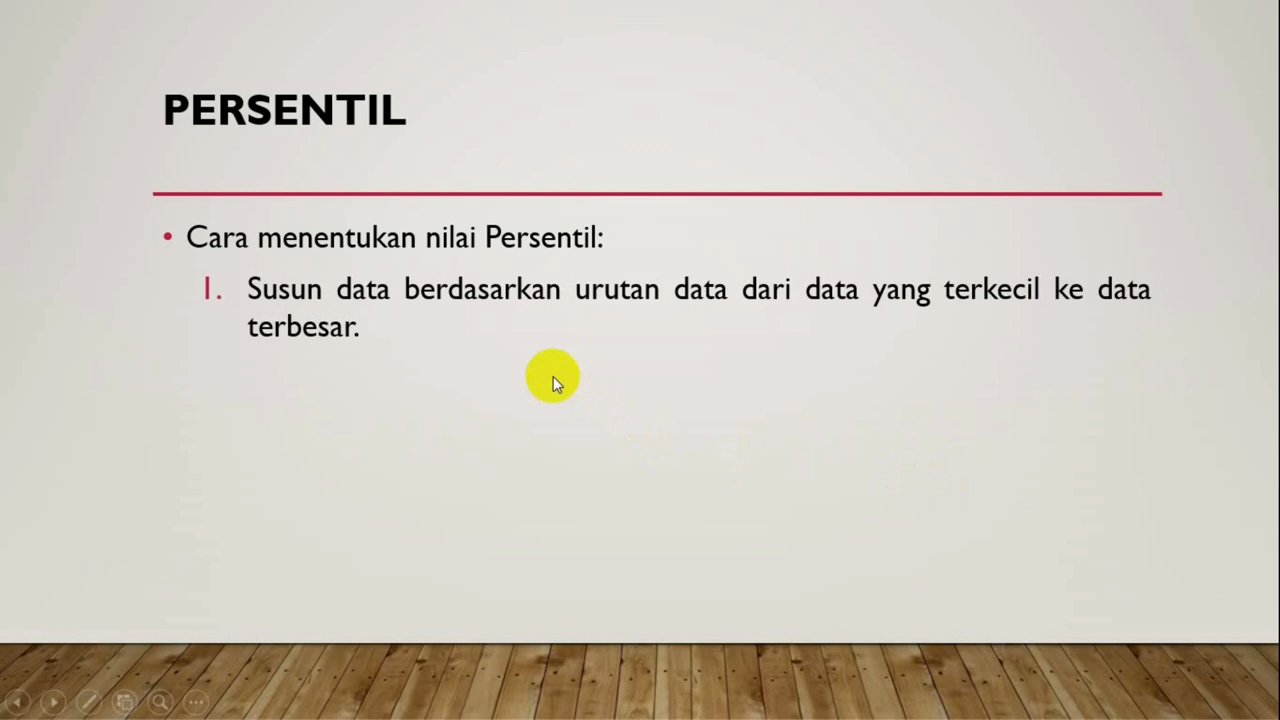 PERSENTIL
• Cara menentukan nilai Persentil:
1. Susun data berdasarkan urutan data dari data yang terkecil ke data
terbesar.